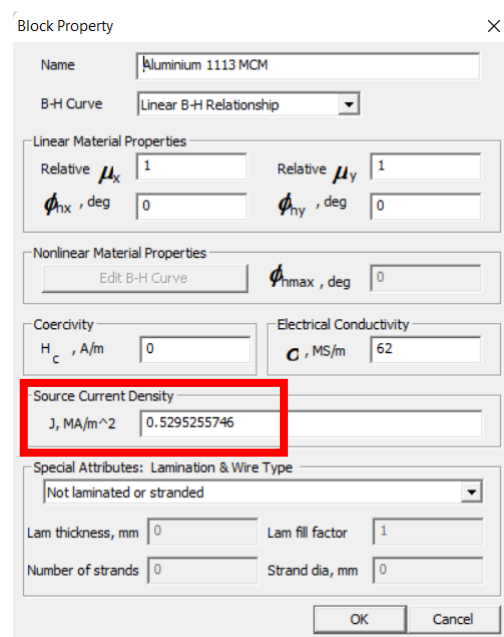 Block Property
Name Aluminium 1113 MCM
B-H Curve Linear B-H Relationship
Linear Material Properties
Relative μx 1 Relative μy 1
ϕhx , deg 0 ϕhy , deg 0
Nonlinear Material Properties
Edit B-H Curve ϕhmax , deg 0
Coercivity Electrical Conductivity
Hc , A/m 0 σ , MS/m 62
Source Current Density
J, MA/m^2 0.5295255746
Special Attributes: Lamination & Wire Type
Not laminated or stranded
Lam thickness, mm 0 Lam fill factor 1
Number of strands 0 Strand dia, mm 0
OK Cancel